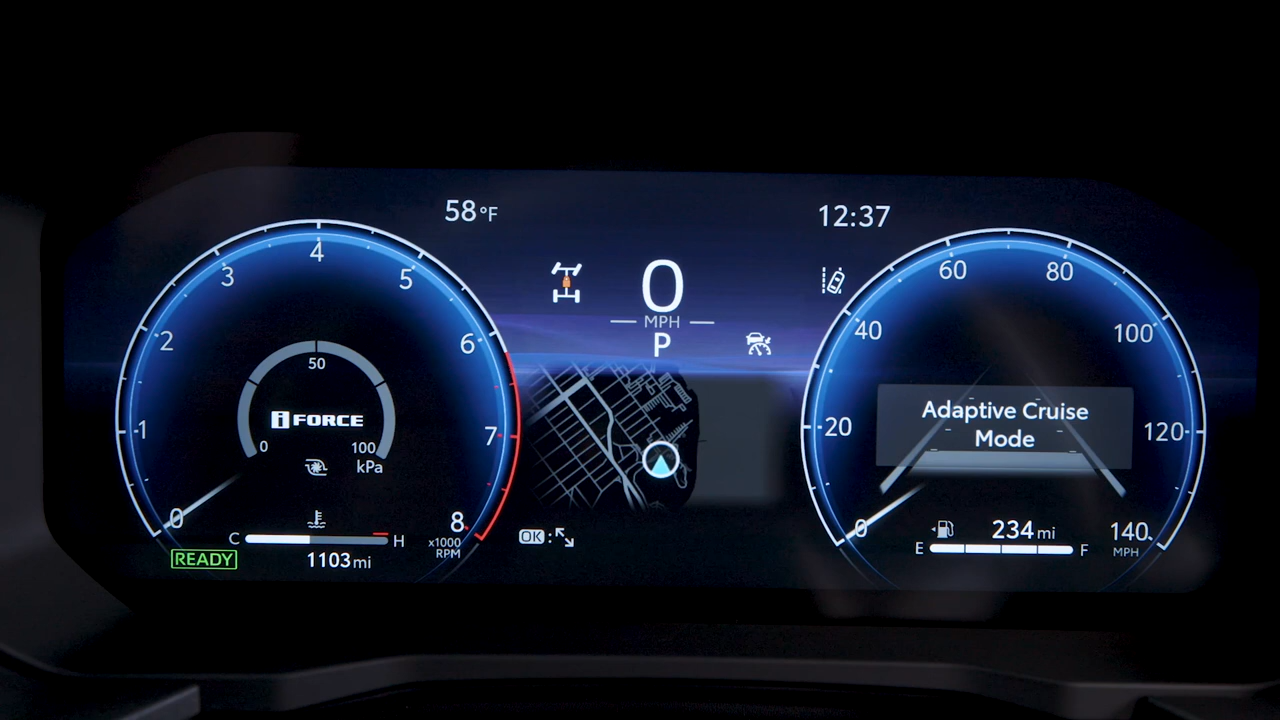 58°F
12:37
0
MPH
P
0
1
2
3
4
5
6
7
8
x1000
RPM
50
i FORCE
0
100
kPa
C
H
READY
1103 mi
OK :
0
20
40
60
80
100
120
140
MPH
Adaptive Cruise
Mode
234 mi
E
F